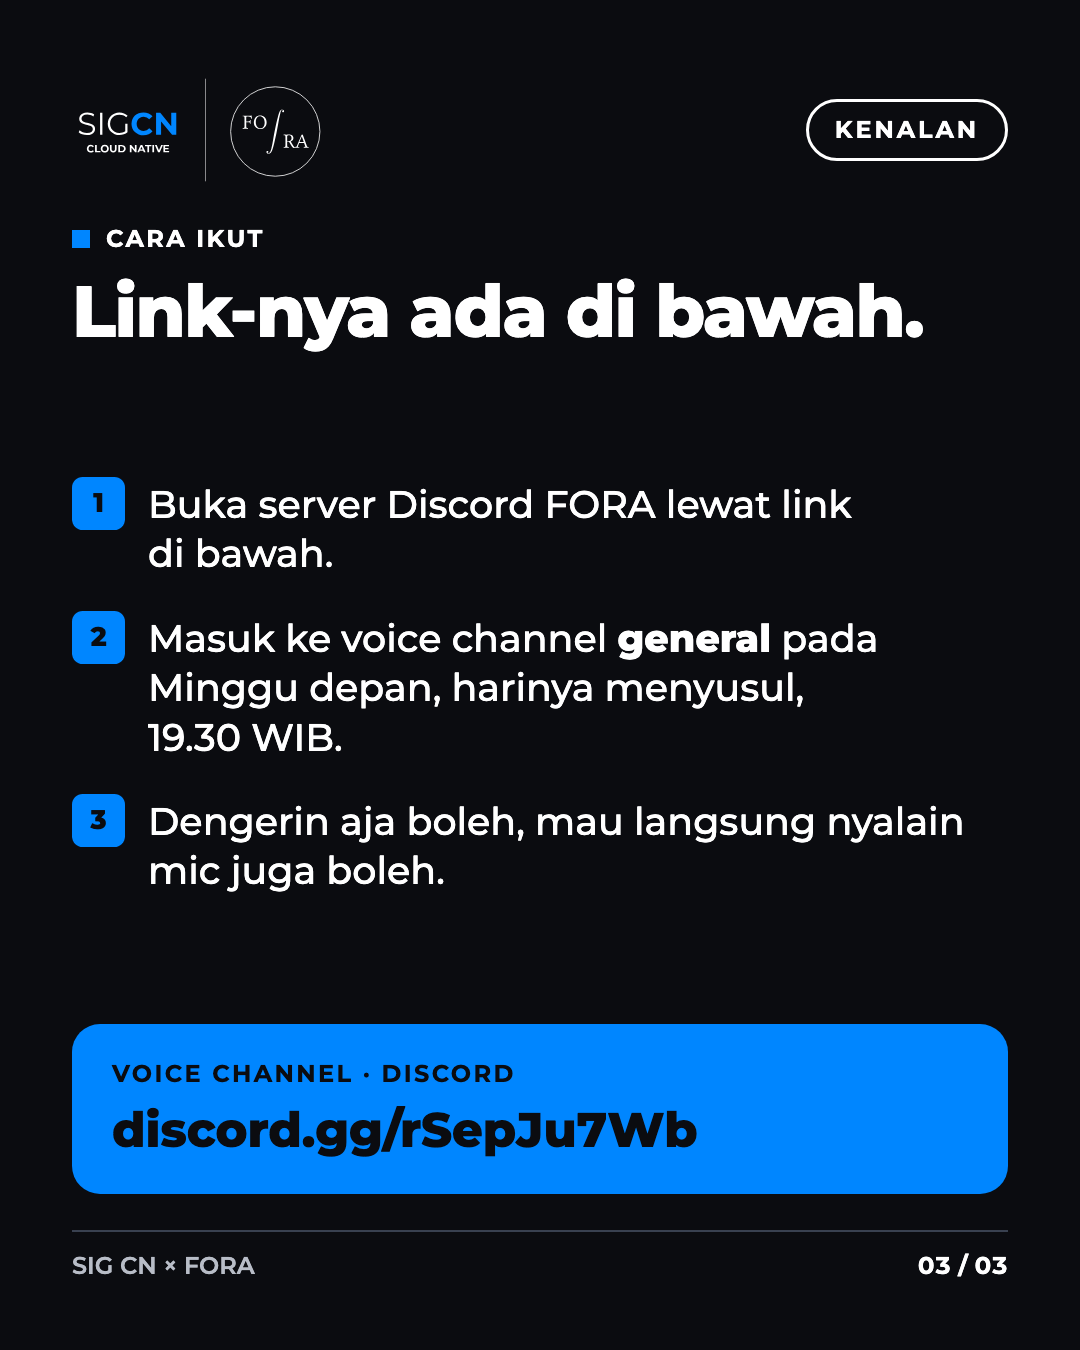 SIGCN
CLOUD NATIVE
FO
RA
KENALAN
CARA IKUT
Link-nya ada di bawah.
1
Buka server Discord FORA lewat link
di bawah.
2
Masuk ke voice channel general pada
Minggu depan, harinya menyusul,
19.30 WIB.
3
Dengerin aja boleh, mau langsung nyalain
mic juga boleh.
VOICE CHANNEL · DISCORD
discord.gg/rSepJu7Wb
SIG CN × FORA
03 / 03